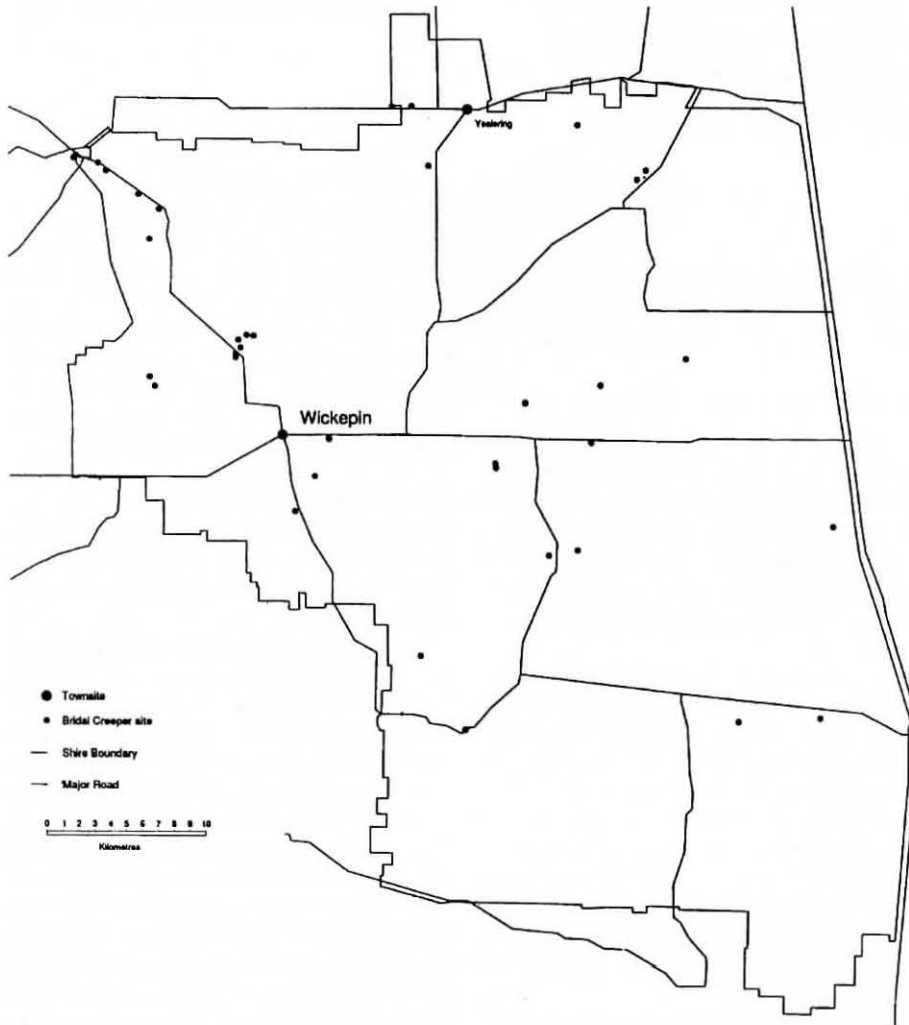 Yealering
Wickepin
Townsite
Bridal Creeper site
Shire Boundary
Major Road
0 1 2 3 4 5 6 7 8 9 10
Kilometres